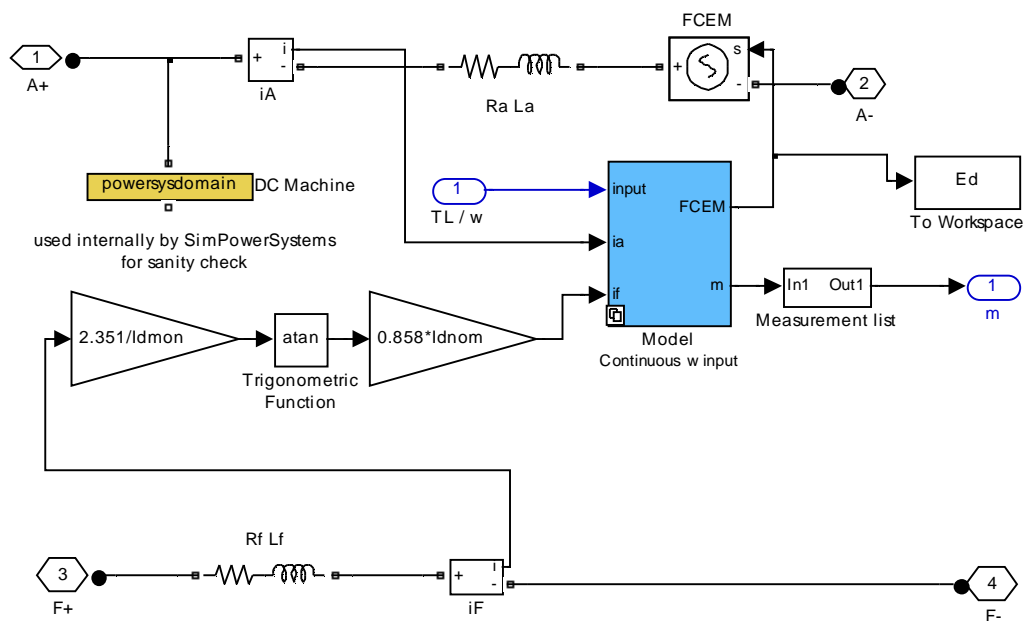 FCEM
1
A+
+
i
-
iA
Ra La
+
s
-
2
A-
powersysdomain
DC Machine
used internally by SimPowerSystems
for sanity check
1
TL / w
input
ia
if
FCEM
m
Model
Continuous w input
Ed
To Workspace
In1
Out1
Measurement list
1
m
2.351/Idmon
atan
Trigonometric
Function
0.858*Idnom
Rf Lf
3
F+
+
i
-
iF
4
F-